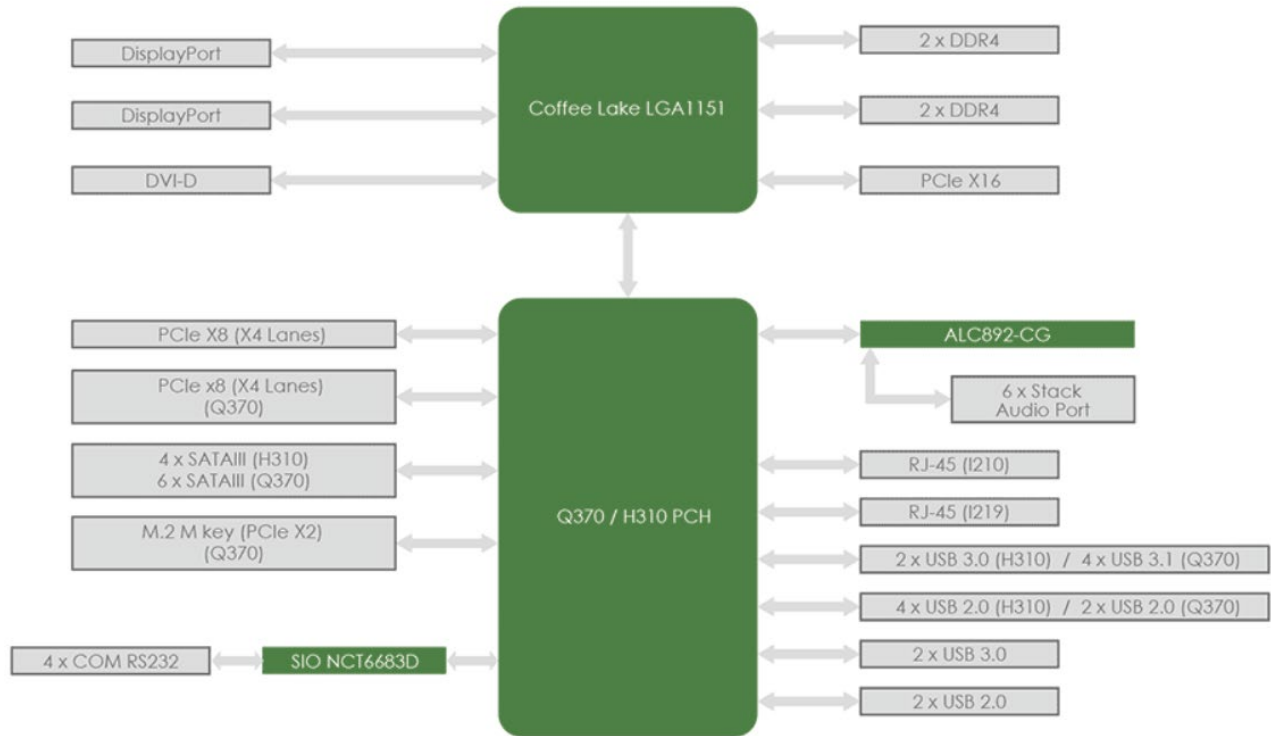 DisplayPort
DisplayPort
DVI-D
Coffee Lake LGA1151
2 x DDR4
2 x DDR4
PCIe X16
PCIe X8 (X4 Lanes)
PCIe x8 (X4 Lanes)
(Q370)
4 x SATAIII (H310)
6 x SATAIII (Q370)
M.2 M key (PCIe X2)
(Q370)
4 x COM RS232
SIO NCT6683D
Q370 / H310 PCH
ALC892-CG
6 x Stack
Audio Port
RJ-45 (I210)
RJ-45 (I219)
2 x USB 3.0 (H310) / 4 x USB 3.1 (Q370)
4 x USB 2.0 (H310) / 2 x USB 2.0 (Q370)
2 x USB 3.0
2 x USB 2.0